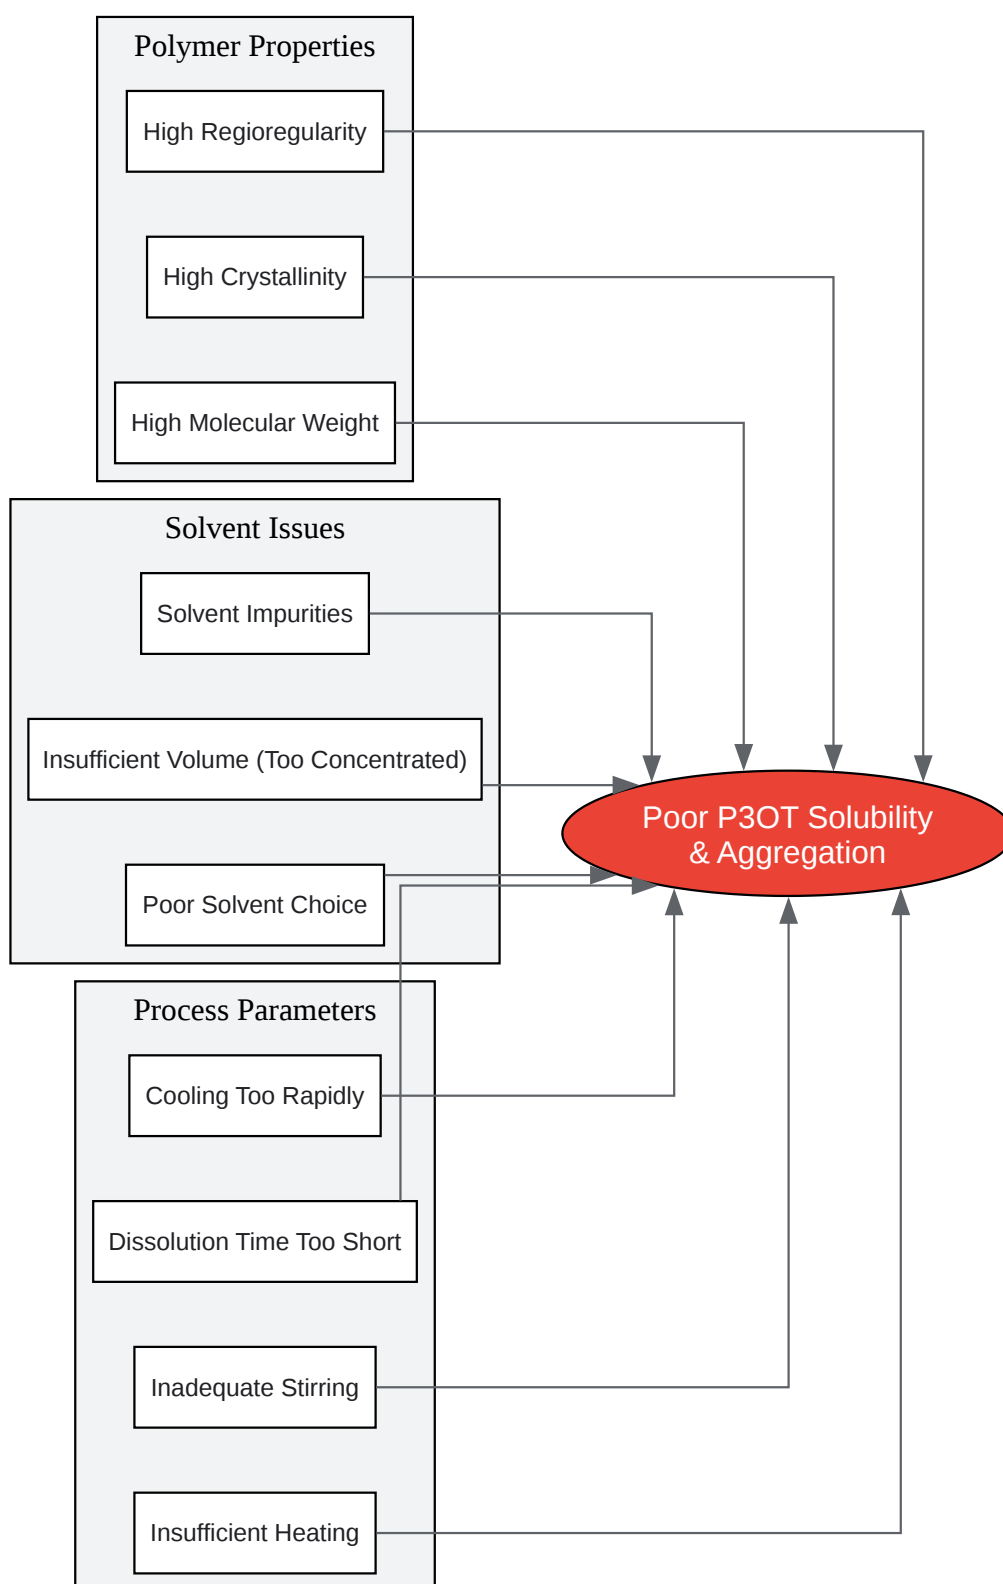 Polymer Properties
High Regioregularity
High Crystallinity
High Molecular Weight
Solvent Issues
Solvent Impurities
Insufficient Volume (Too Concentrated)
Poor Solvent Choice
Poor P3OT Solubility
& Aggregation
Process Parameters
Cooling Too Rapidly
Dissolution Time Too Short
Inadequate Stirring
Insufficient Heating